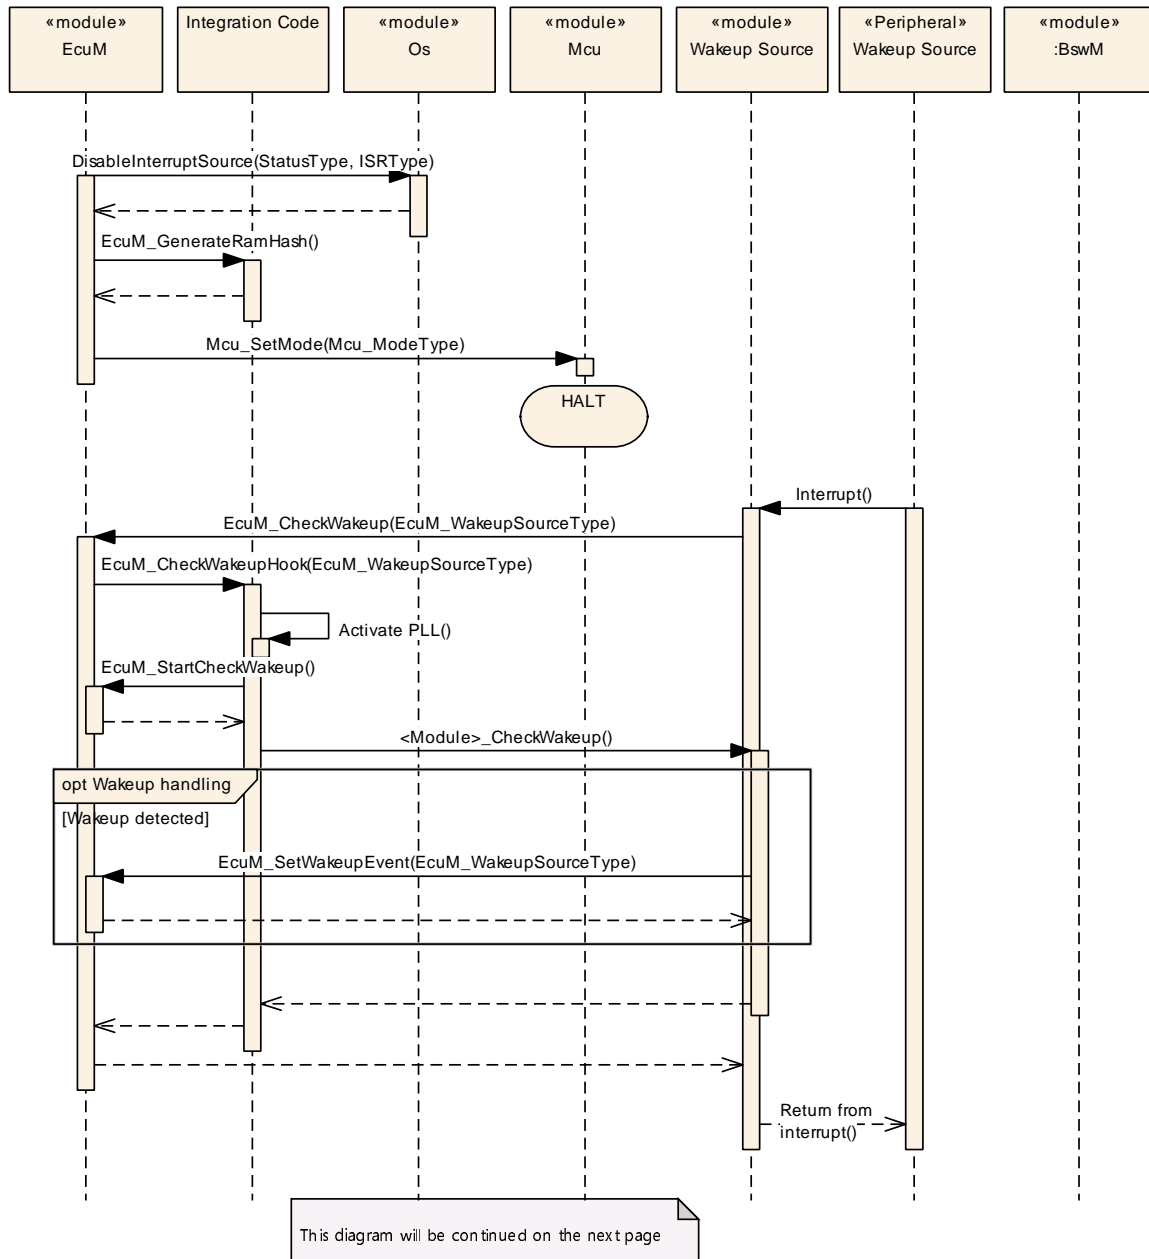 «module»
EcuM
Integration Code
«module»
Os
«module»
Mcu
«module»
Wakeup Source
«Peripheral»
Wakeup Source
«module»
:BswM
DisableInterruptSource(StatusType, ISRType)
EcuM_GenerateRamHash()
Mcu_SetMode(Mcu_ModeType)
HALT
Interrupt()
EcuM_CheckWakeup(EcuM_WakeupSourceType)
EcuM_CheckWakeupHook(EcuM_WakeupSourceType)
Activate PLL()
EcuM_StartCheckWakeup()
<Module>_CheckWakeup()
opt Wakeup handling
[Wakeup detected]
EcuM_SetWakeupEvent(EcuM_WakeupSourceType)
Return from
interrupt()
This diagram will be continued on the next page